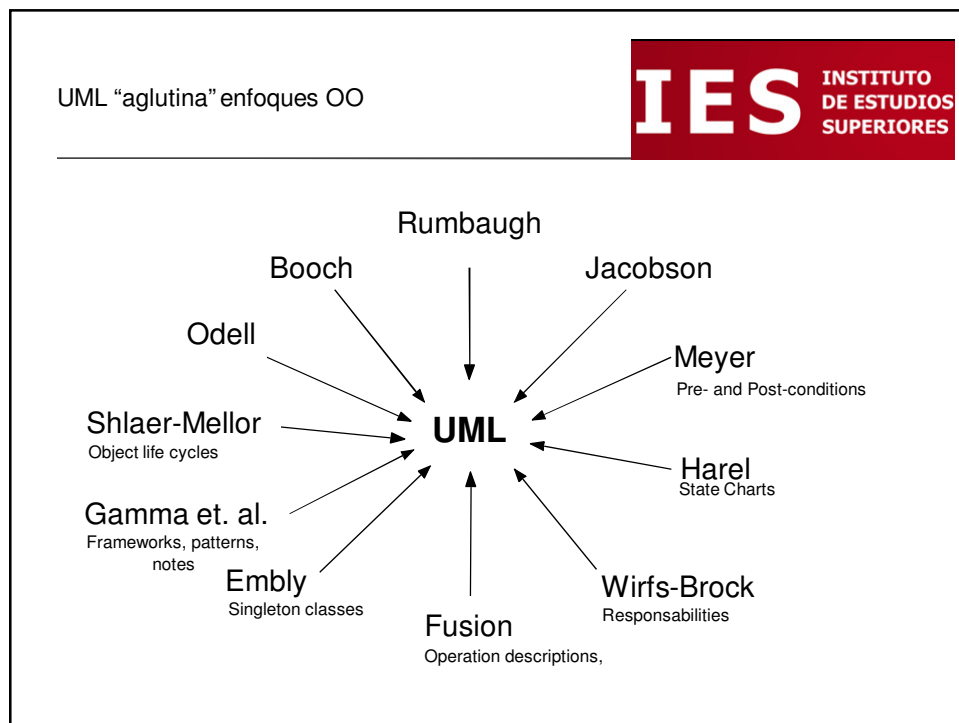 UML “aglutina” enfoques OO
IES
INSTITUTO
DE ESTUDIOS
SUPERIORES
Rumbaugh
Booch
Jacobson
Odell
Meyer
Pre- and Post-conditions
Shlaer-Mellor
Object life cycles
UML
Harel
State Charts
Gamma et. al.
Frameworks, patterns,
notes
Embly
Singleton classes
Wirfs-Brock
Responsabilities
Fusion
Operation descriptions,